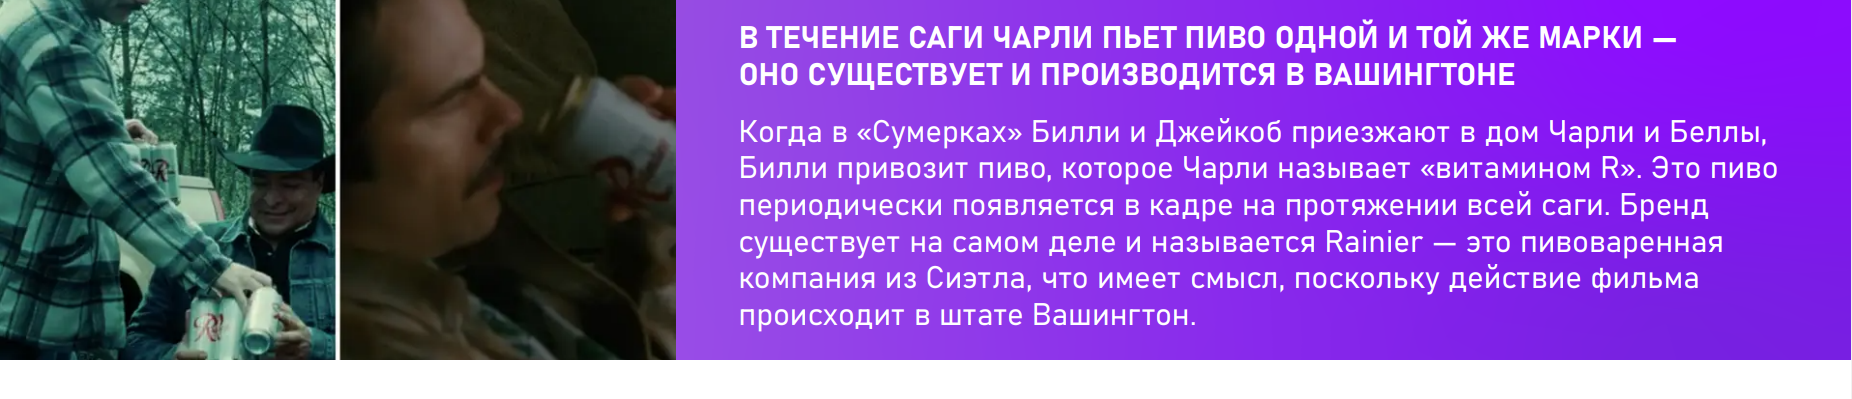 В ТЕЧЕНИЕ САГИ ЧАРЛИ ПЬЕТ ПИВО ОДНОЙ И ТОЙ ЖЕ МАРКИ —
ОНО СУЩЕСТВУЕТ И ПРОИЗВОДИТСЯ В ВАШИНГТОНЕ
Когда в «Сумерках» Билли и Джейкоб приезжают в дом Чарли и Беллы,
Билли привозит пиво, которое Чарли называет «витамином R». Это пиво
периодически появляется в кадре на протяжении всей саги. Бренд
существует на самом деле и называется Rainier — это пивоваренная
компания из Сиэтла, что имеет смысл, поскольку действие фильма
происходит в штате Вашингтон.